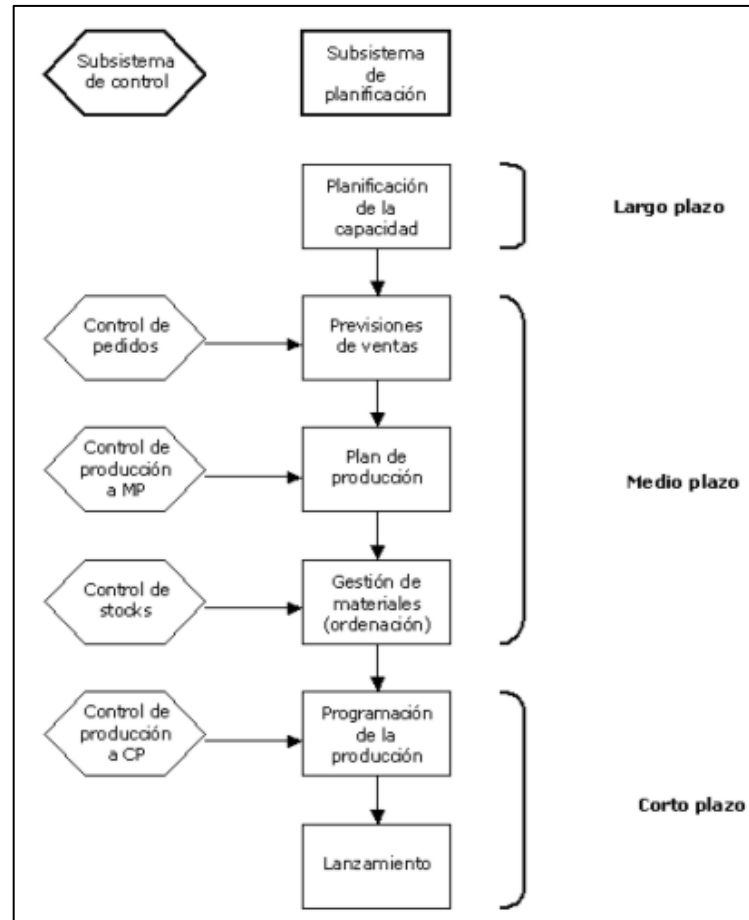 Subsistema
de control
Subsistema
de
planificación
Planificación
de la
capacidad
Largo plazo
Control de
pedidos
Previsiones
de ventas
Control de
producción
a MP
Plan de
producción
Medio plazo
Control de
stocks
Gestión de
materiales
(ordenación)
Control de
producción
a CP
Programación
de la
producción
Corto plazo
Lanzamiento